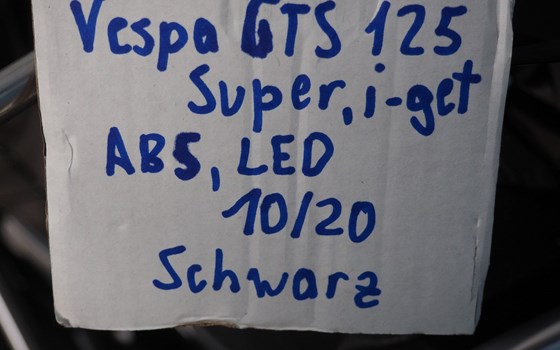 Vespa GTS 125
Super, i-get
ABS, LED
10/20
Schwarz